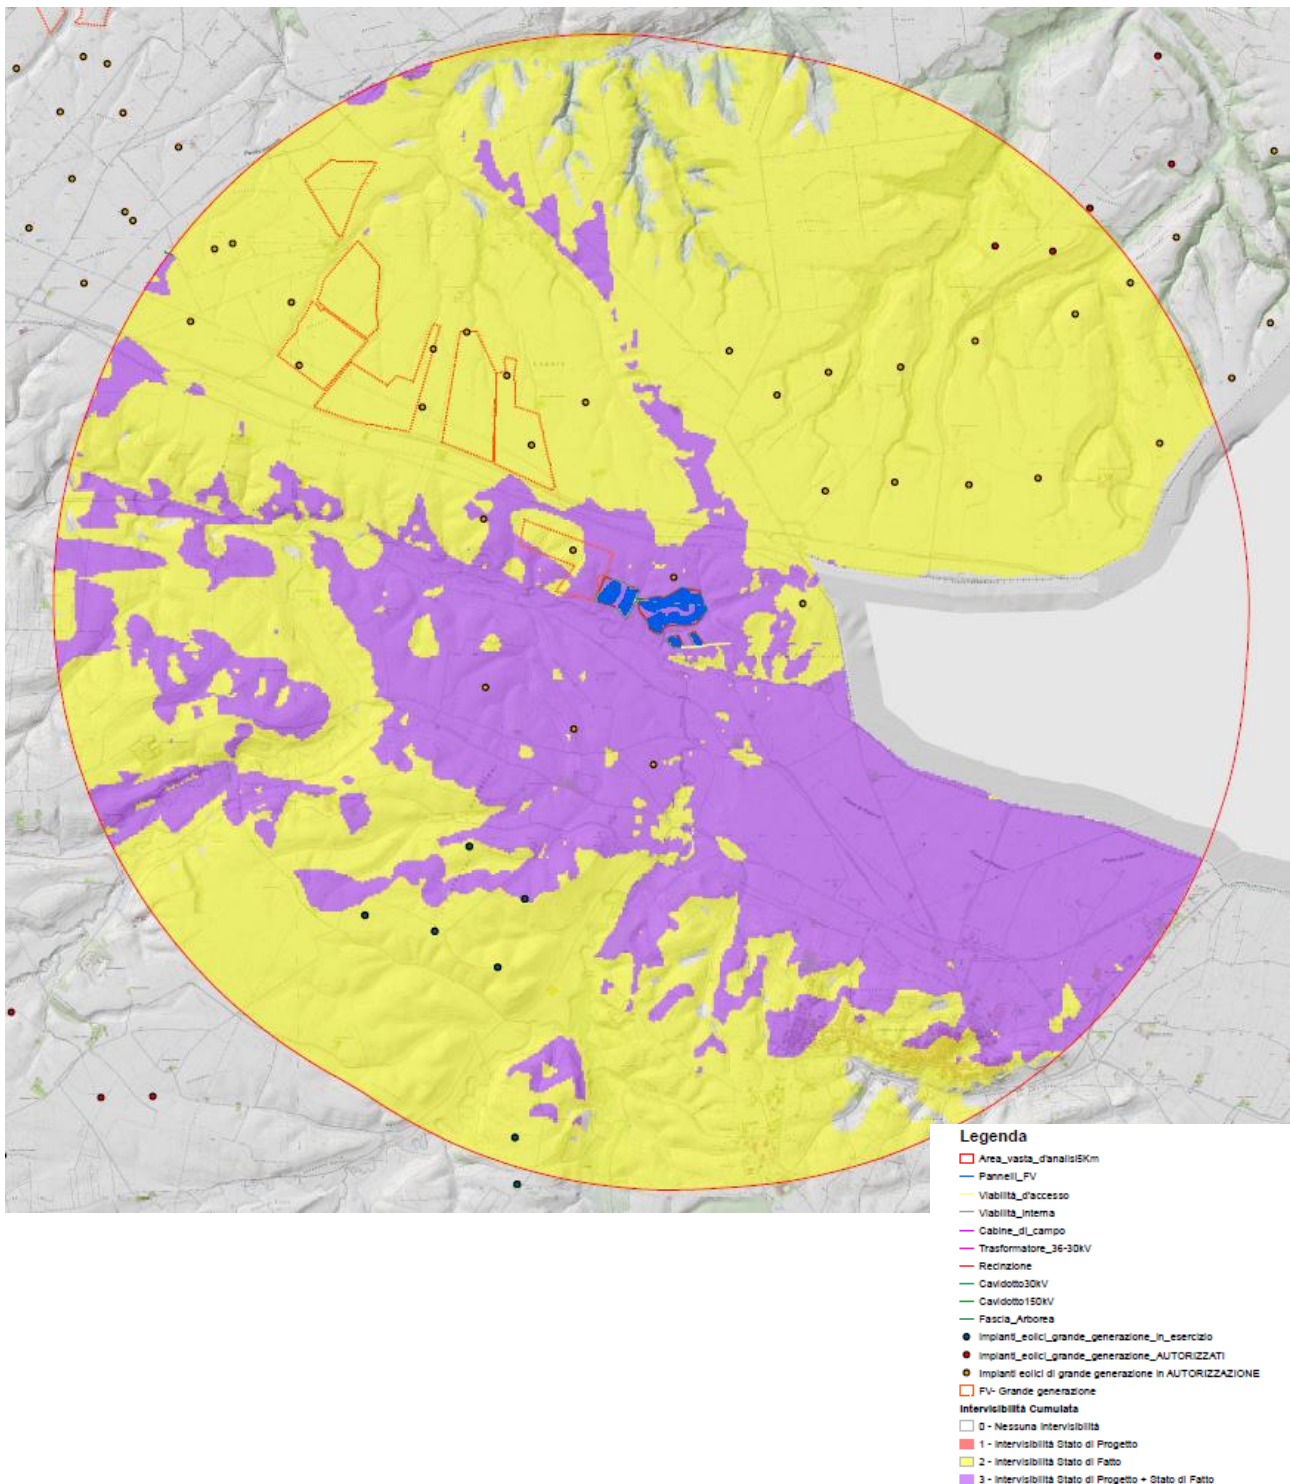 Legenda
Area_vasta_d'analisi5Km
Pannelli_FV
Viabilità_d'accesso
Viabilità_interna
Cabine_di_campo
Trasformatore_36-30kV
Recinzione
Cavidotto30kV
Cavidotto150kV
Fascia_Arborea
Impianti_eolici_grande_generazione_in_esercizio
Impianti_eolici_grande_generazione_AUTORIZZATI
Impianti eolici di grande generazione in AUTORIZZAZIONE
FV- Grande generazione
Intervisibilità Cumulata
0 - Nessuna Intervisibilità
1 - Intervisibilità Stato di Progetto
2 - Intervisibilità Stato di Fatto
3 - Intervisibilità Stato di Progetto + Stato di Fatto